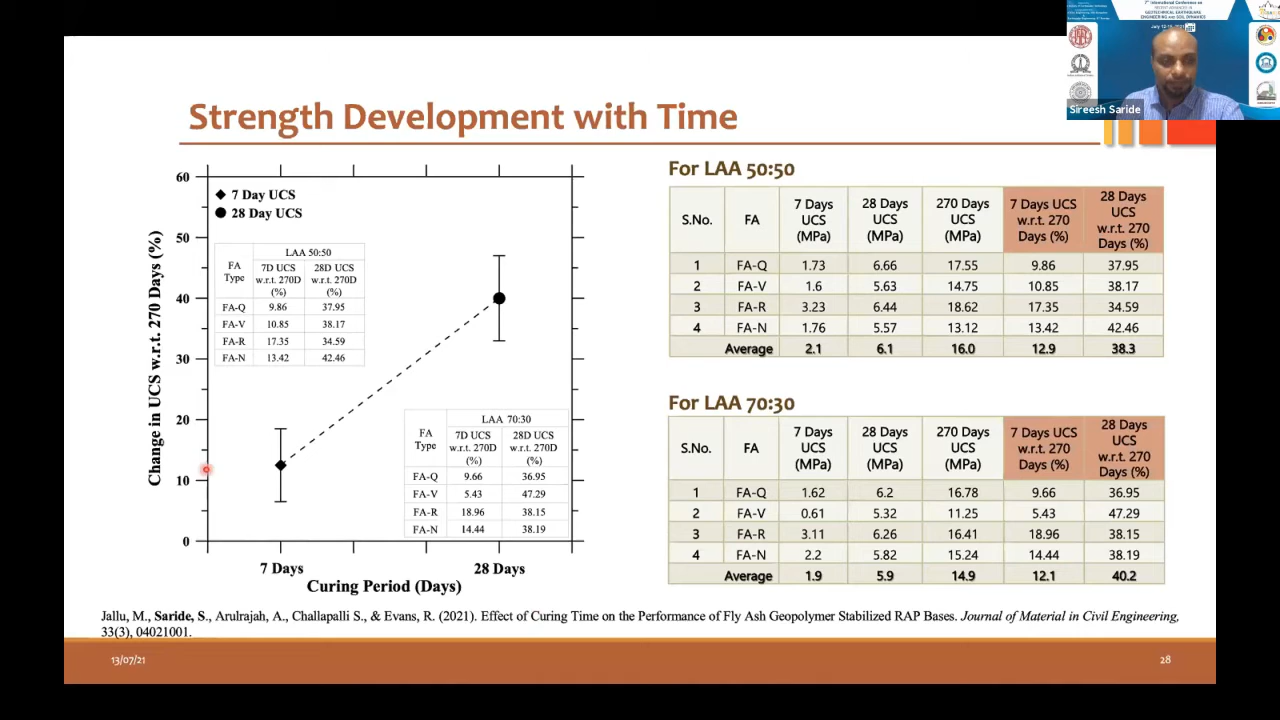 7th International Conference on
RECENT ADVANCES IN
GEOTECHNICAL EARTHQUAKE
ENGINEERING AND SOIL DYNAMICS
Sireesh Saride
Strength Development with Time
Change in UCS w.r.t. 270 Days (%)
60
50
40
30
20
10
0
7 Day UCS
28 Day UCS
FA Type
LAA 50:50
7D UCS w.r.t. 270D (%)
28D UCS w.r.t. 270D (%)
FA-Q 9.86 37.95
FA-V 10.85 38.17
FA-R 17.35 34.59
FA-N 13.42 42.46
FA Type
LAA 70:30
7D UCS w.r.t. 270D (%)
28D UCS w.r.t. 270D (%)
FA-Q 9.66 36.95
FA-V 5.43 47.29
FA-R 18.96 38.15
FA-N 14.44 38.19
7 Days
28 Days
Curing Period (Days)
For LAA 50:50
S.No. FA 7 Days UCS (MPa) 28 Days UCS (MPa) 270 Days UCS (MPa) 7 Days UCS w.r.t. 270 Days (%) 28 Days UCS w.r.t. 270 Days (%)
1 FA-Q 1.73 6.66 17.55 9.86 37.95
2 FA-V 1.6 5.63 14.75 10.85 38.17
3 FA-R 3.23 6.44 18.62 17.35 34.59
4 FA-N 1.76 5.57 13.12 13.42 42.46
Average 2.1 6.1 16.0 12.9 38.3
For LAA 70:30
S.No. FA 7 Days UCS (MPa) 28 Days UCS (MPa) 270 Days UCS (MPa) 7 Days UCS w.r.t. 270 Days (%) 28 Days UCS w.r.t. 270 Days (%)
1 FA-Q 1.62 6.2 16.78 9.66 36.95
2 FA-V 0.61 5.32 11.25 5.43 47.29
3 FA-R 3.11 6.26 16.41 18.96 38.15
4 FA-N 2.2 5.82 15.24 14.44 38.19
Average 1.9 5.9 14.9 12.1 40.2
Jallu, M., Saride, S., Arulrajah, A., Challapalli S., & Evans, R. (2021). Effect of Curing Time on the Performance of Fly Ash Geopolymer Stabilized RAP Bases. Journal of Material in Civil Engineering,
33(3), 04021001.
13/07/21
28